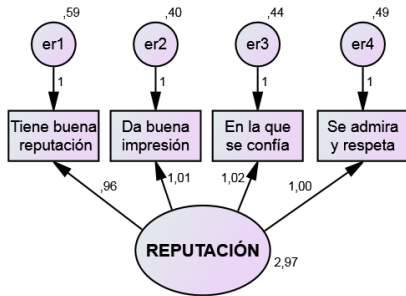 ,59
,40
,44
,49
er1
er2
er3
er4
1
1
1
1
Tiene buena
reputación
Da buena
impresión
En la que
se confía
Se admira
y respeta
,96
1,01
1,02
1,00
REPUTACIÓN
2,97